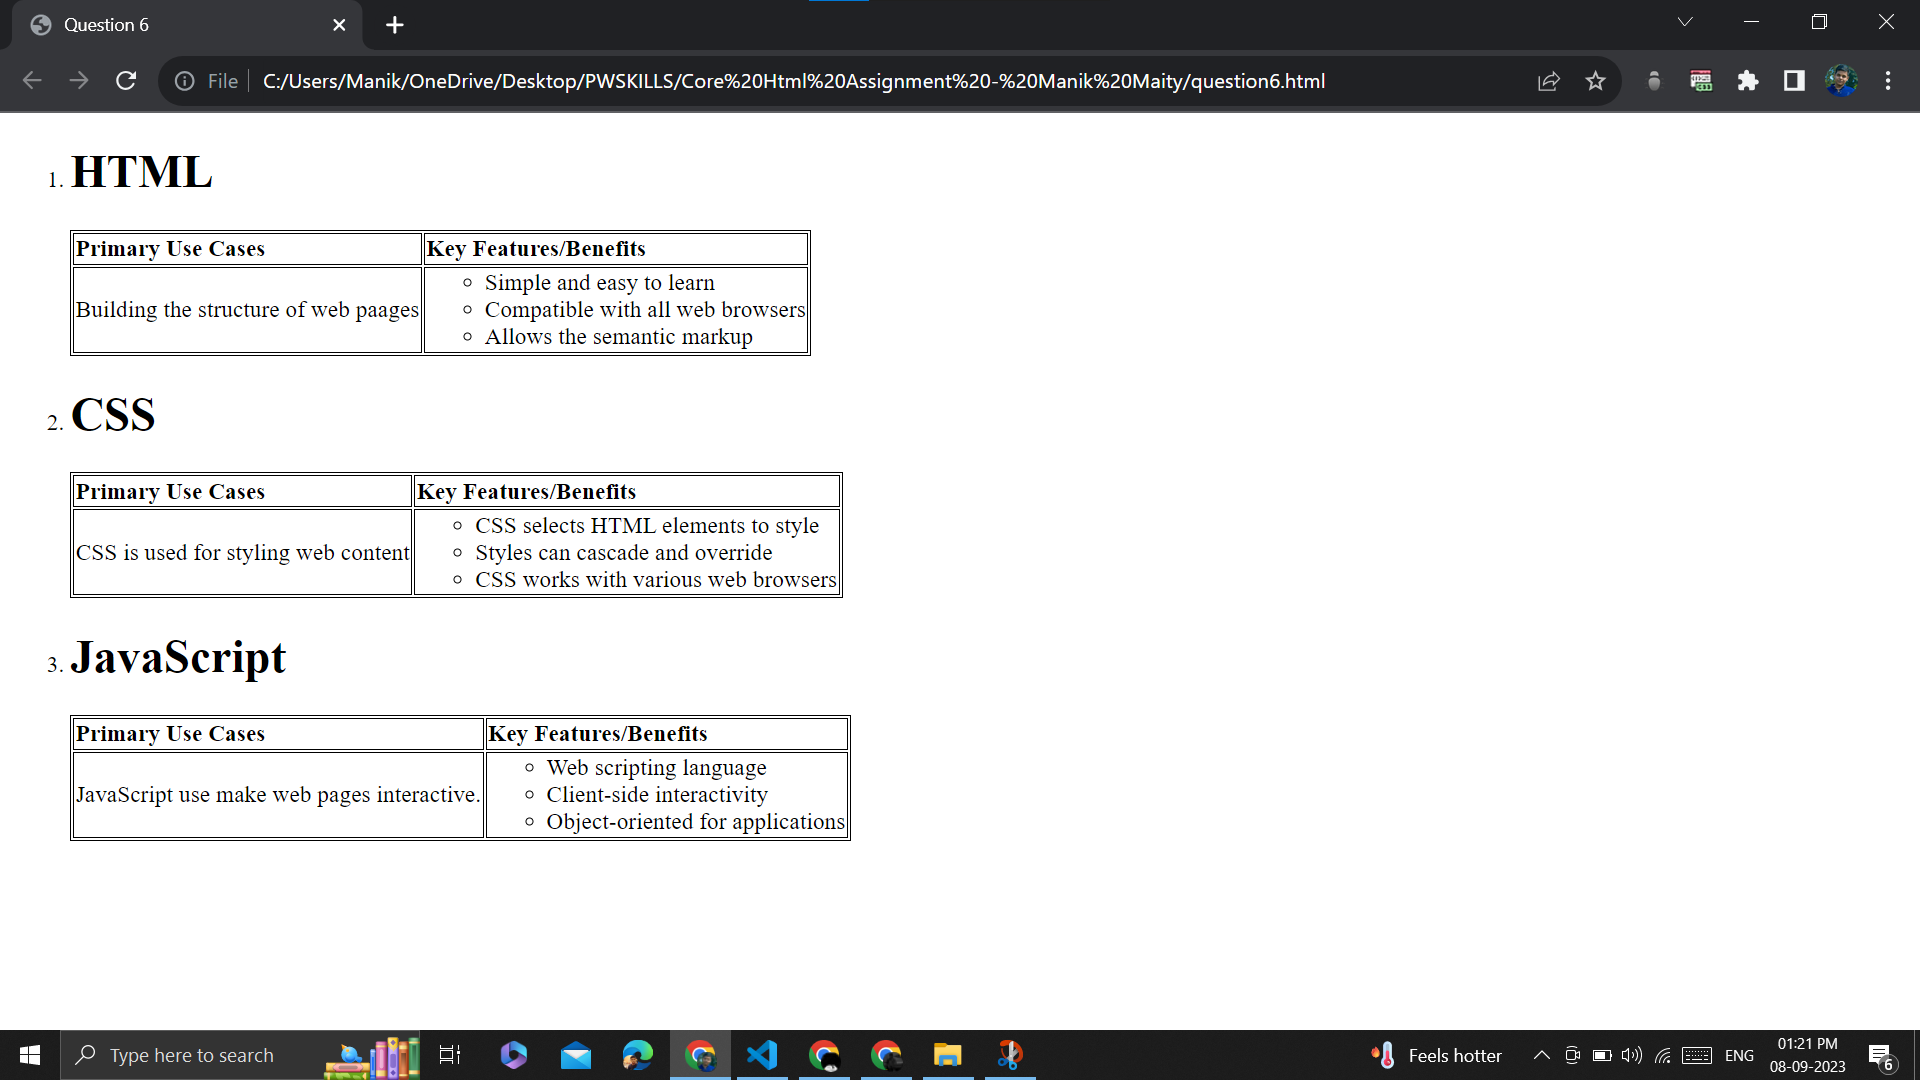 Question 6
File C:/Users/Manik/OneDrive/Desktop/PWSKILLS/Core%20Html%20Assignment%20-%20Manik%20Maity/question6.html
1. HTML
Primary Use Cases Key Features/Benefits
Building the structure of web paages
Simple and easy to learn
Compatible with all web browsers
Allows the semantic markup
2. CSS
Primary Use Cases Key Features/Benefits
CSS is used for styling web content
CSS selects HTML elements to style
Styles can cascade and override
CSS works with various web browsers
3. JavaScript
Primary Use Cases Key Features/Benefits
JavaScript use make web pages interactive.
Web scripting language
Client-side interactivity
Object-oriented for applications
Type here to search
Feels hotter
ENG
01:21 PM
08-09-2023
6